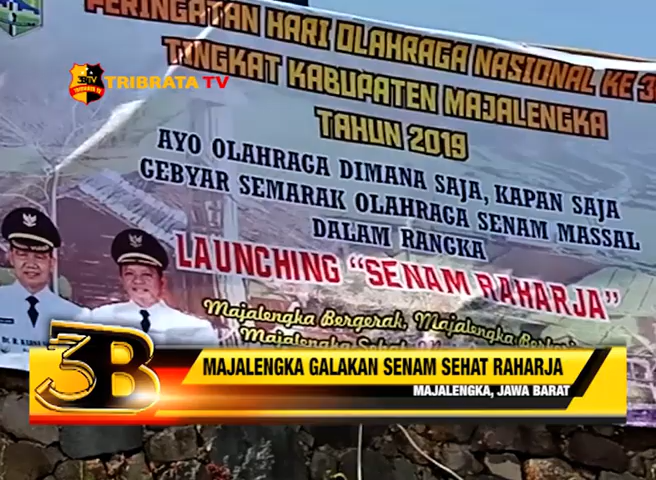 PERINGATAN HARI OLAHRAGA NASIONAL KE
TRIBRATA TV
TINGKAT KABUPATEN MAJALENGKA
TAHUN 2019
AYO OLAHRAGA DIMANA SAJA, KAPAN SAJA
GEBYAR SEMARAK OLAHRAGA SENAM MASSAL
DALAM RANGKA
LAUNCHING "SENAM RAHARJA"
Majalengka Bergerak, Majalengka
Majalengka
3B
MAJALENGKA GALAKAN SENAM SEHAT RAHARJA
MAJALENGKA, JAWA BARAT